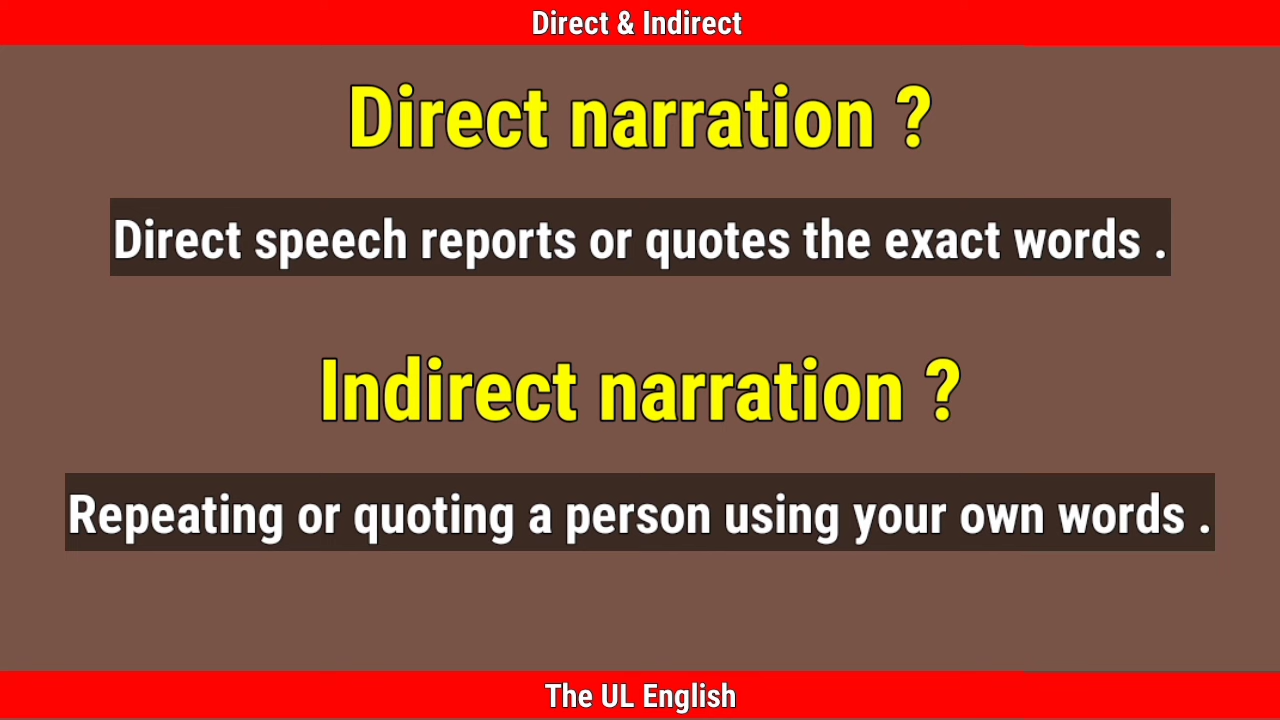 Direct & Indirect
Direct narration ?
Direct speech reports or quotes the exact words .
Indirect narration ?
Repeating or quoting a person using your own words .
The UL English